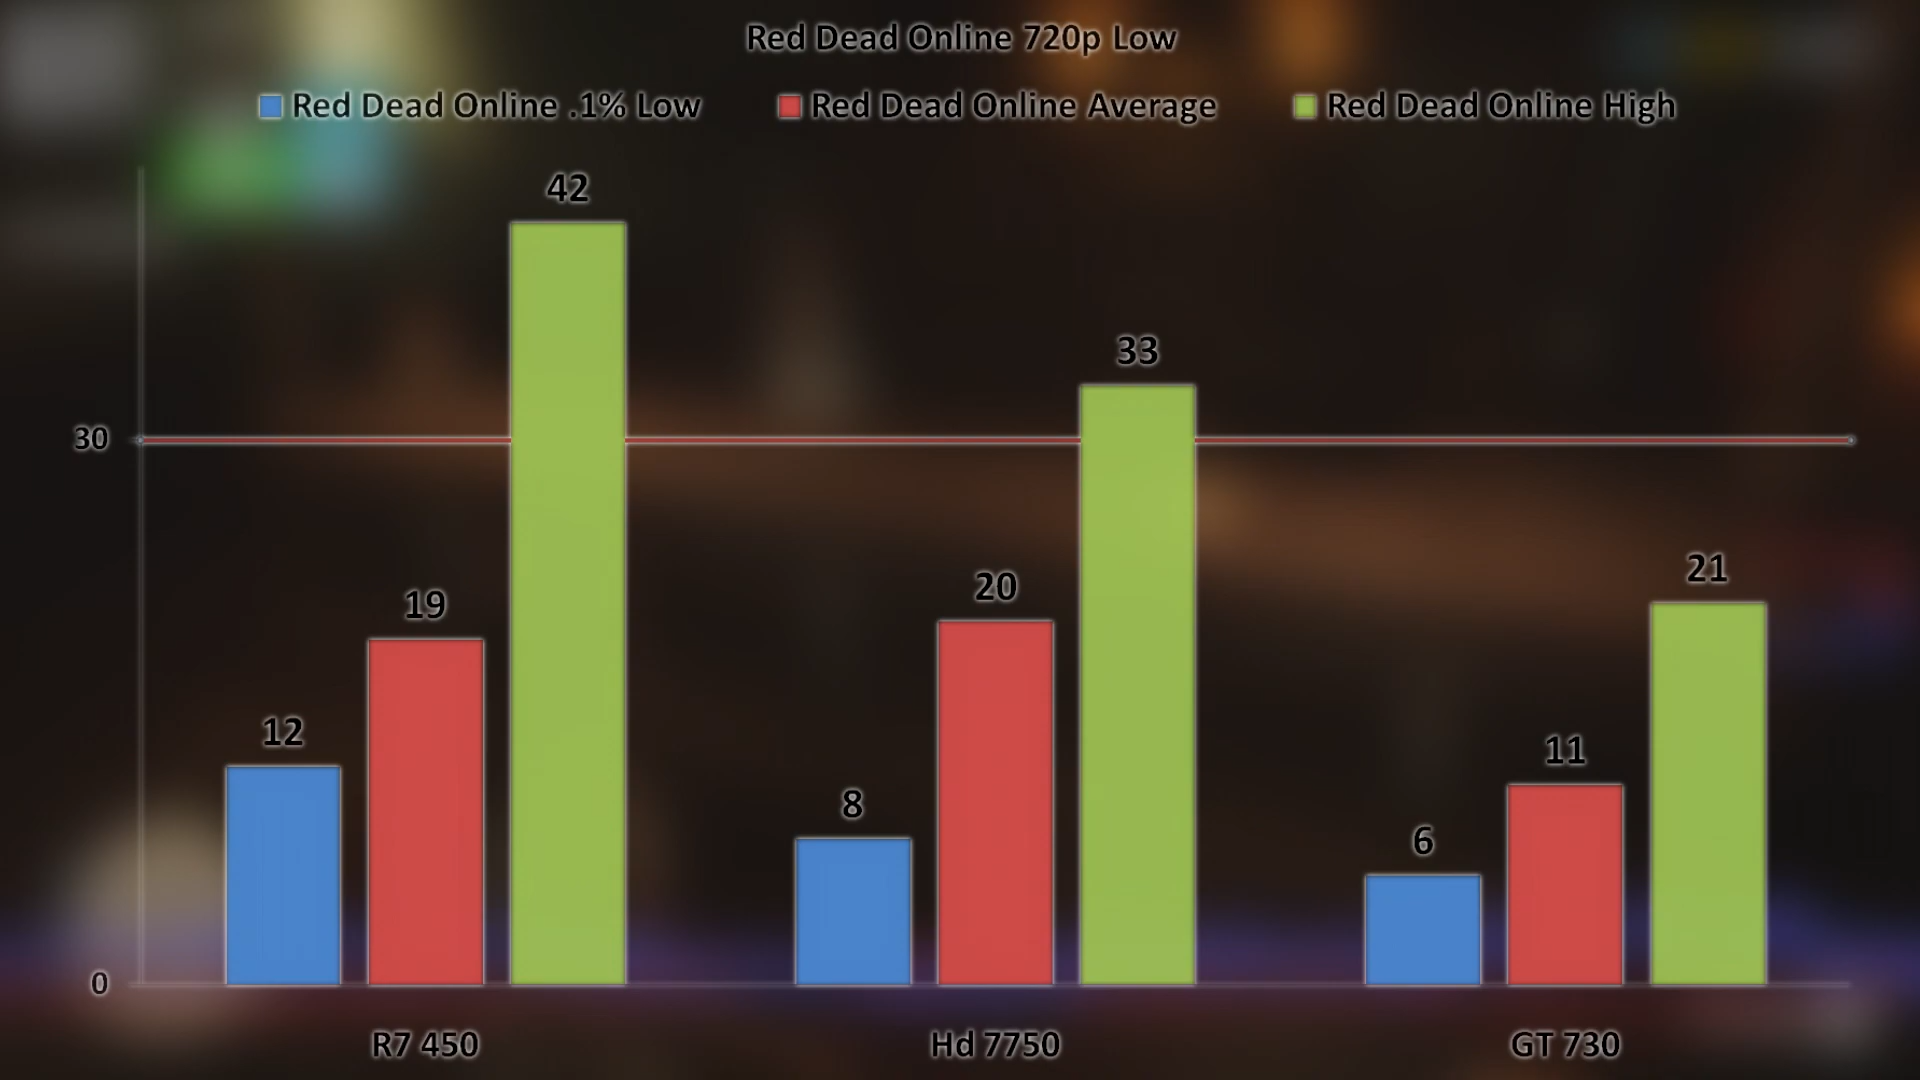 Red Dead Online 720p Low
Red Dead Online .1% Low
Red Dead Online Average
Red Dead Online High
42
33
30
21
20
19
12
11
8
6
0
R7 450
Hd 7750
GT 730